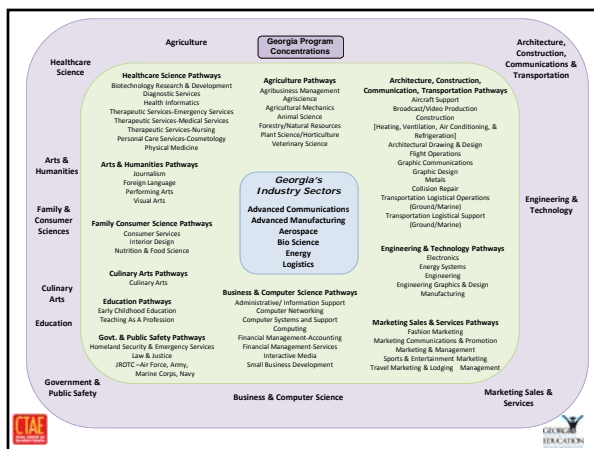 Agriculture
Georgia Program
Concentrations
Architecture,
Construction,
Communications &
Transportation
Healthcare
Science
Healthcare Science Pathways
Biotechnology Research & Development
Diagnostic Services
Health Informatics
Therapeutic Services-Emergency Services
Therapeutic Services-Medical Services
Therapeutic Services-Nursing
Personal Care Services-Cosmetology
Physical Medicine
Agriculture Pathways
Agribusiness Management
Agriscience
Agricultural Mechanics
Animal Science
Forestry/Natural Resources
Plant Science/Horticulture
Veterinary Science
Architecture, Construction,
Communication, Transportation Pathways
Aircraft Support
Broadcast/Video Production
Construction
[Heating, Ventilation, Air Conditioning, &
Refrigeration]
Architectural Drawing & Design
Flight Operations
Graphic Communications
Graphic Design
Metals
Collision Repair
Transportation Logistical Operations
(Ground/Marine)
Transportation Logistical Support
(Ground/Marine)
Arts &
Humanities
Arts & Humanities Pathways
Journalism
Foreign Language
Performing Arts
Visual Arts
Georgia's
Industry Sectors
Advanced Communications
Advanced Manufacturing
Aerospace
Bio Science
Energy
Logistics
Family &
Consumer
Sciences
Engineering &
Technology
Family Consumer Science Pathways
Consumer Services
Interior Design
Nutrition & Food Science
Engineering & Technology Pathways
Electronics
Energy Systems
Engineering
Engineering Graphics & Design
Manufacturing
Culinary
Arts
Culinary Arts Pathways
Culinary Arts
Education
Education Pathways
Early Childhood Education
Teaching As A Profession
Business & Computer Science Pathways
Administrative/ Information Support
Computer Networking
Computer Systems and Support
Computing
Financial Management-Accounting
Financial Management-Services
Interactive Media
Small Business Development
Marketing Sales & Services Pathways
Fashion Marketing
Marketing Communications & Promotion
Marketing & Management
Sports & Entertainment Marketing
Travel Marketing & Lodging Management
Govt. & Public Safety Pathways
Homeland Security & Emergency Services
Law & Justice
JROTC –Air Force, Army,
Marine Corps, Navy
Government &
Public Safety
Business & Computer Science
Marketing Sales &
Services
CTAE
GEORGIA
EDUCATION